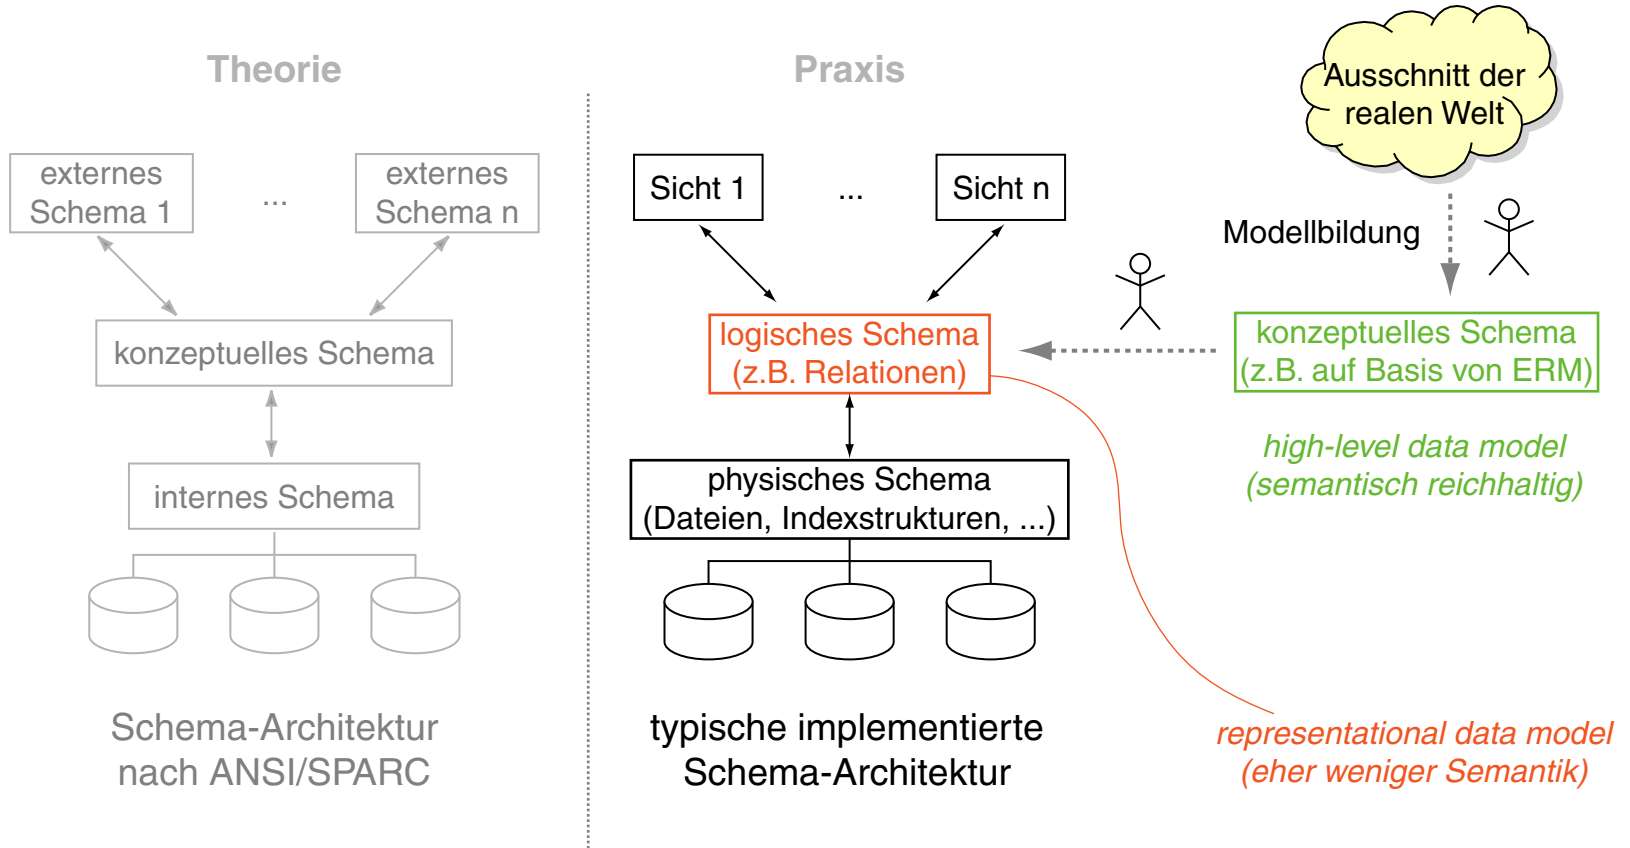 Theorie
externes
Schema 1
...
externes
Schema n
konzeptuelles Schema
internes Schema
Schema-Architektur
nach ANSI/SPARC
Praxis
Sicht 1
...
Sicht n
logisches Schema
(z.B. Relationen)
physisches Schema
(Dateien, Indexstrukturen, ...)
typische implementierte
Schema-Architektur
Ausschnitt der
realen Welt
Modellbildung
konzeptuelles Schema
(z.B. auf Basis von ERM)
high-level data model
(semantisch reichhaltig)
representational data model
(eher weniger Semantik)